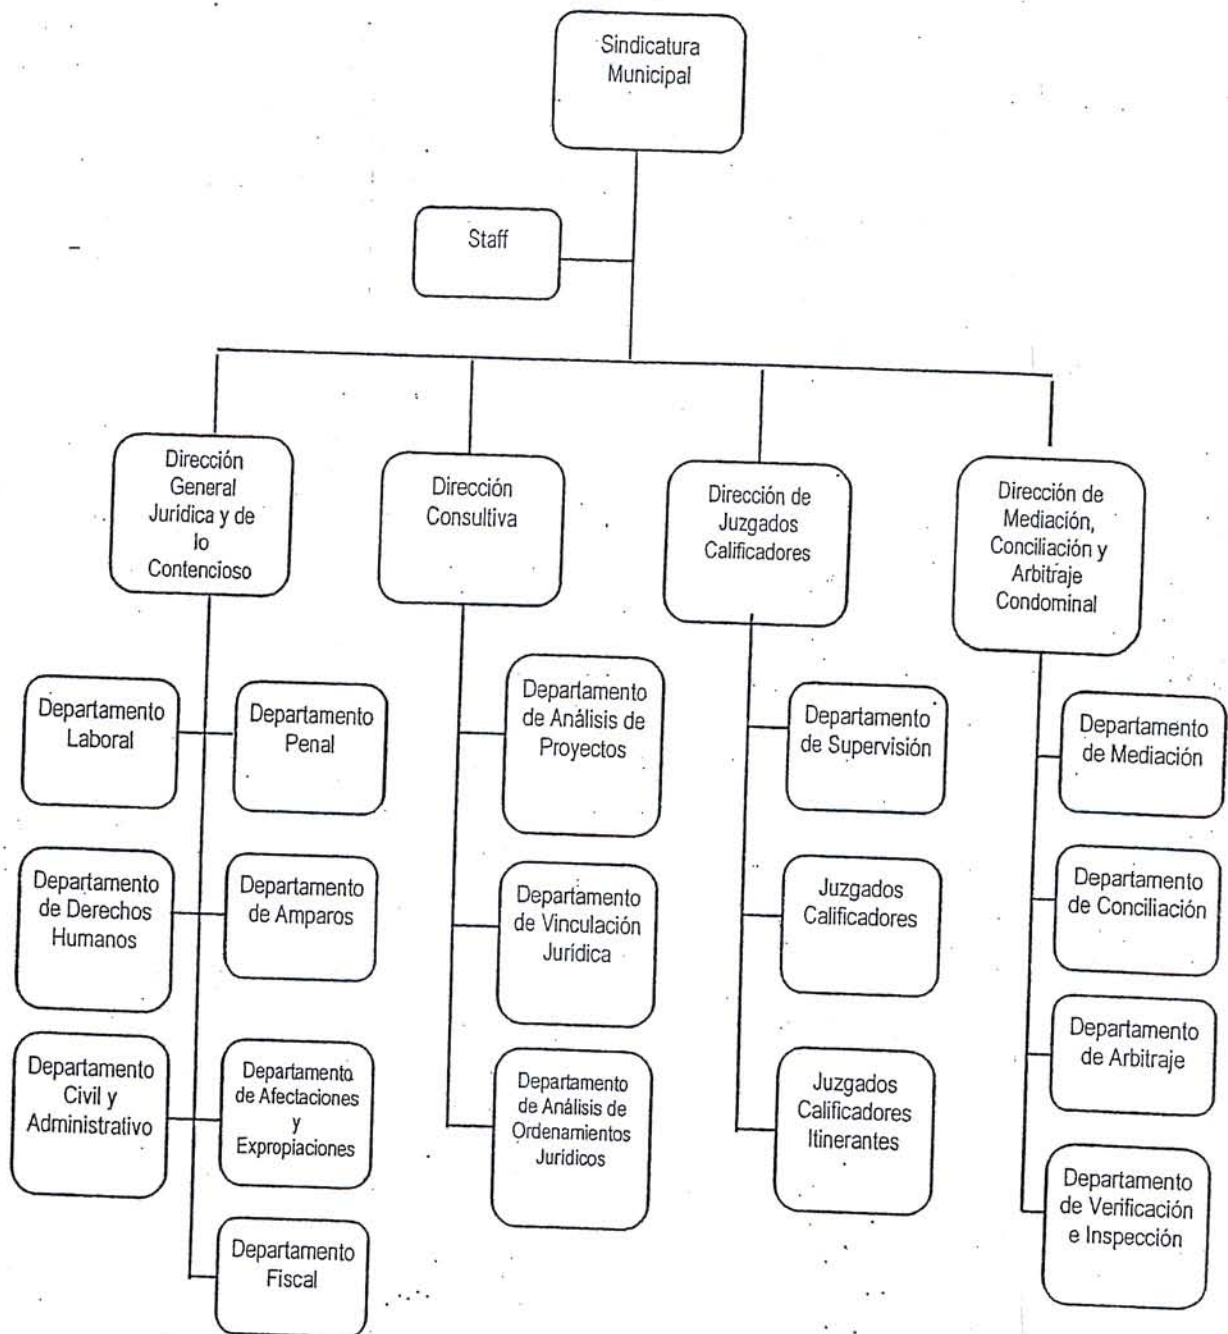 Sindicatura
Municipal
Staff
Dirección
General
Jurídica y de
lo
Contencioso
Dirección
Consultiva
Dirección de
Juzgados
Calificadores
Dirección de
Mediación,
Conciliación y
Arbitraje
Condominal
Departamento
Laboral
Departamento
Penal
Departamento
de Derechos
Humanos
Departamento
de Amparos
Departamento
Civil y
Administrativo
Departamento
de Afectaciones
y
Expropiaciones
Departamento
Fiscal
Departamento
de Análisis de
Proyectos
Departamento
de Vinculación
Jurídica
Departamento
de Análisis de
Ordenamientos
Jurídicos
Departamento
de Supervisión
Juzgados
Calificadores
Juzgados
Calificadores
Itinerantes
Departamento
de Mediación
Departamento
de Conciliación
Departamento
de Arbitraje
Departamento
de Verificación
e Inspección